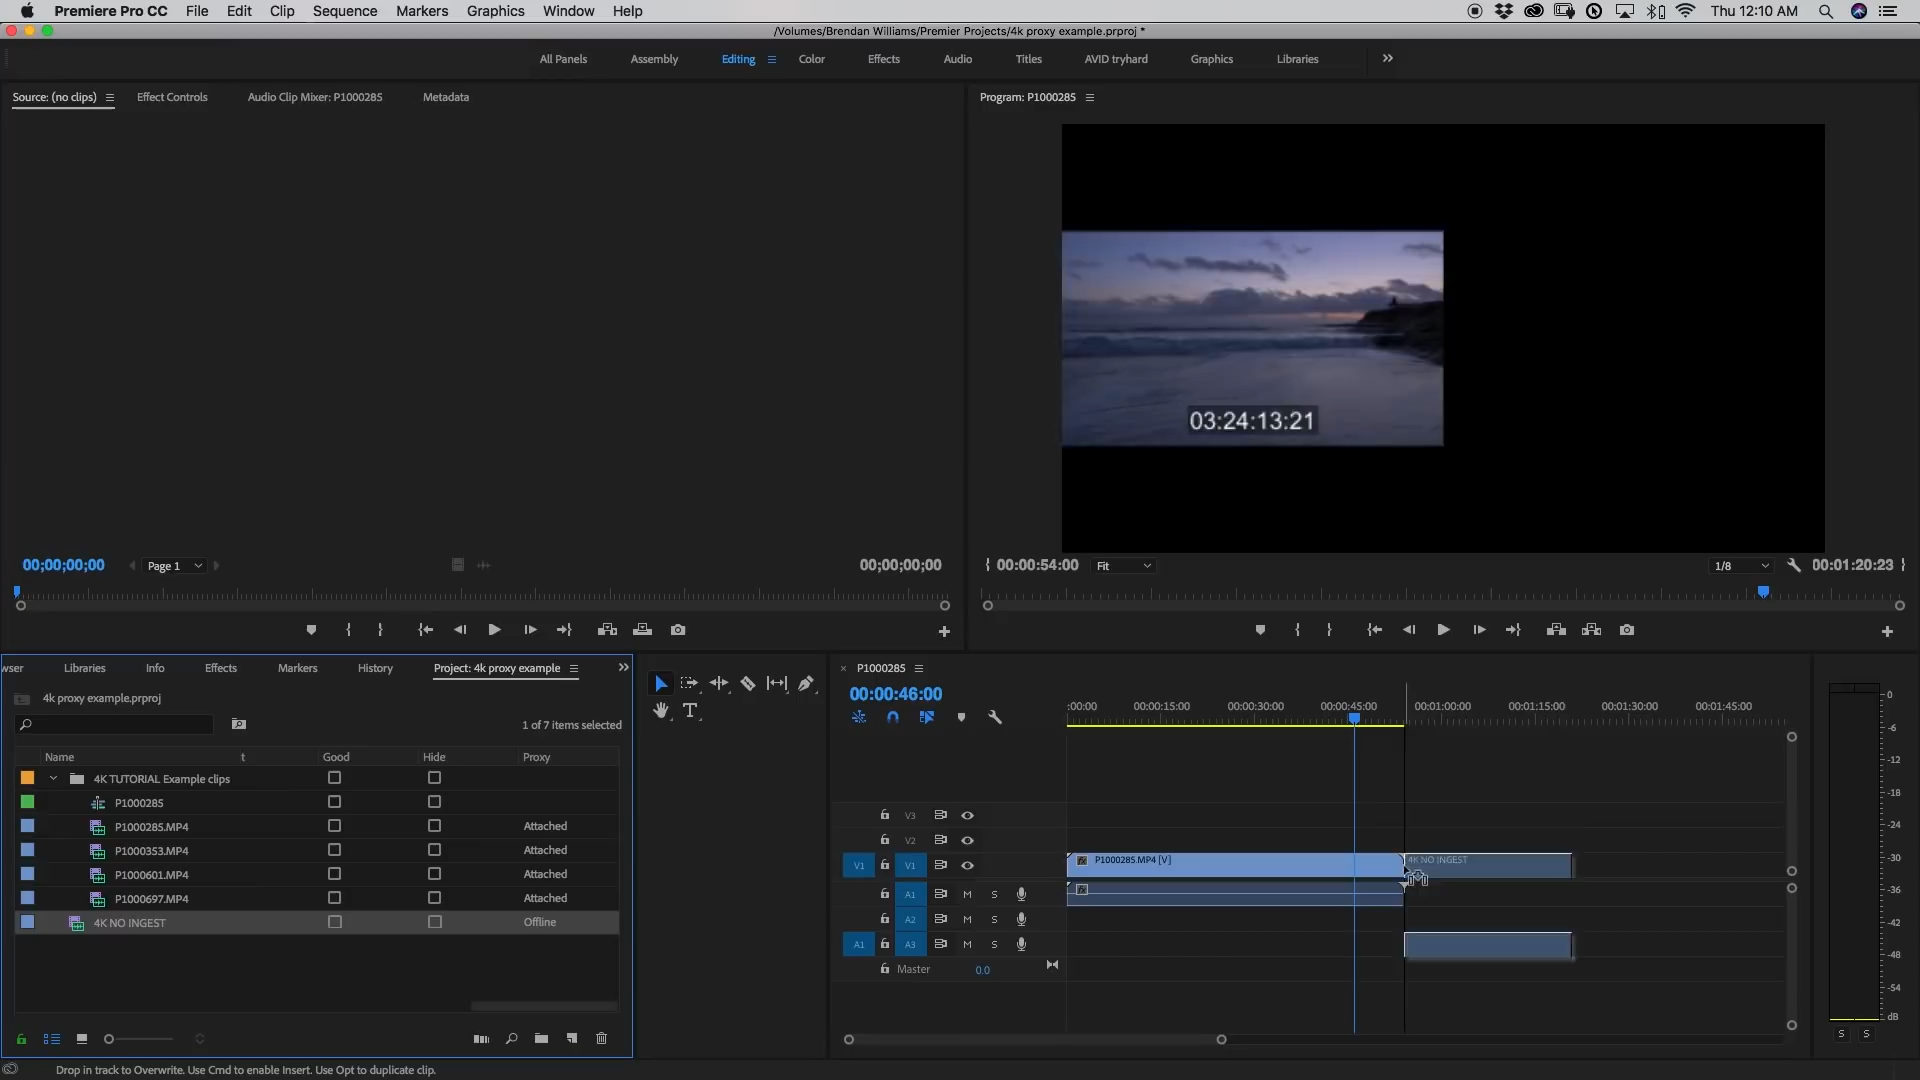 Premiere Pro CC File Edit Clip Sequence Markers Graphics Window Help Thu 12:10 AM
/Volumes/Brendan Williams/Premier Projects/4k proxy example.prproj *
All Panels Assembly Editing Color Effects Audio Titles AVID tryhard Graphics Libraries
Source: (no clips) Effect Controls Audio Clip Mixer: P1000285 Metadata
Program: P1000285
03:24:13:21
00;00;00;00 Page 1 00;00;00;00
00:00:54:00 Fit 1/8 00:01:20:23
wser Libraries Info Effects Markers History Project: 4k proxy example
4k proxy example.prproj
1 of 7 items selected
Name t Good Hide Proxy
4K TUTORIAL Example clips
P1000285
P1000285.MP4 Attached
P1000353.MP4 Attached
P1000601.MP4 Attached
P1000697.MP4 Attached
4K NO INGEST Offline
P1000285
00:00:46:00
:00:00 00:00:15:00 00:00:30:00 00:00:45:00 00:01:00:00 00:01:15:00 00:01:30:00 00:01:45:00
V3
V2
V1 V1 P1000285.MP4 [V] 4K NO INGEST
A1 M S
A2 M S
A1 A3 M S
Master 0.0
0
-6
-12
-18
-24
-30
-36
-42
-48
-54
dB
S S
Drop in track to Overwrite. Use Cmd to enable Insert. Use Opt to duplicate clip.